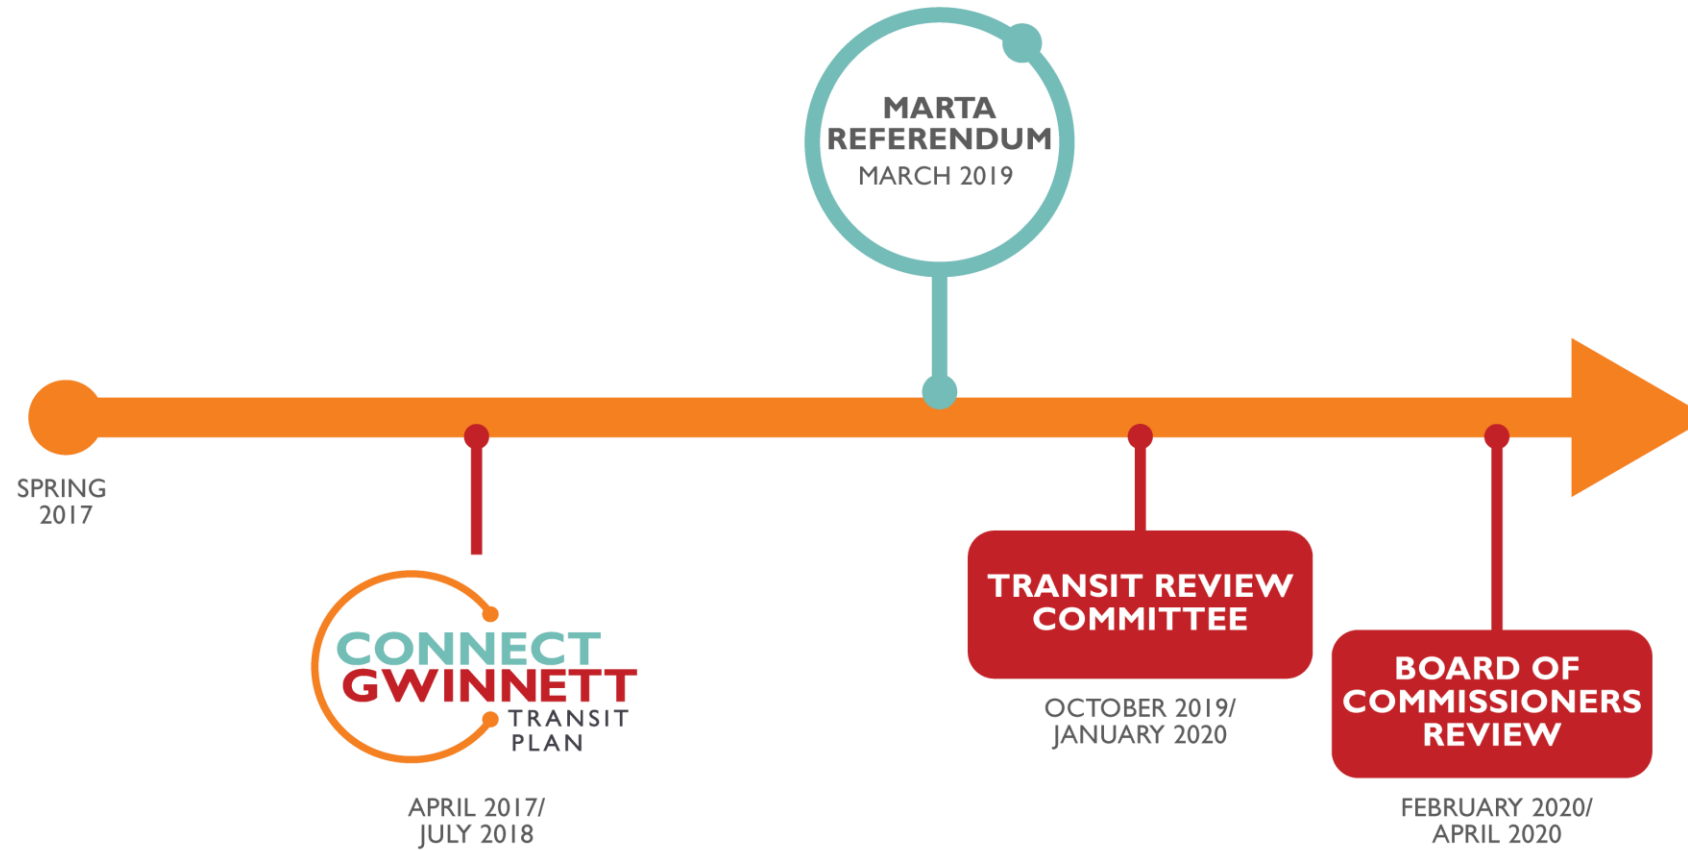 MARTA
REFERENDUM
MARCH 2019
SPRING
2017
CONNECT
GWINNETT
TRANSIT
PLAN
APRIL 2017/
JULY 2018
TRANSIT REVIEW
COMMITTEE
OCTOBER 2019/
JANUARY 2020
BOARD OF
COMMISSIONERS
REVIEW
FEBRUARY 2020/
APRIL 2020